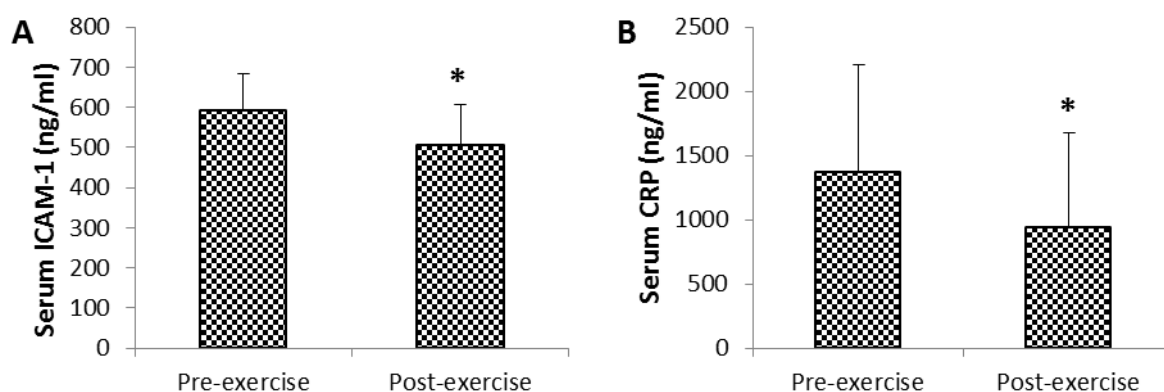 A
Serum ICAM-1 (ng/ml)
800
700
600
500
400
300
200
100
0
*
Pre-exercise
Post-exercise
B
Serum CRP (ng/ml)
2500
2000
1500
1000
500
0
*
Pre-exercise
Post-exercise